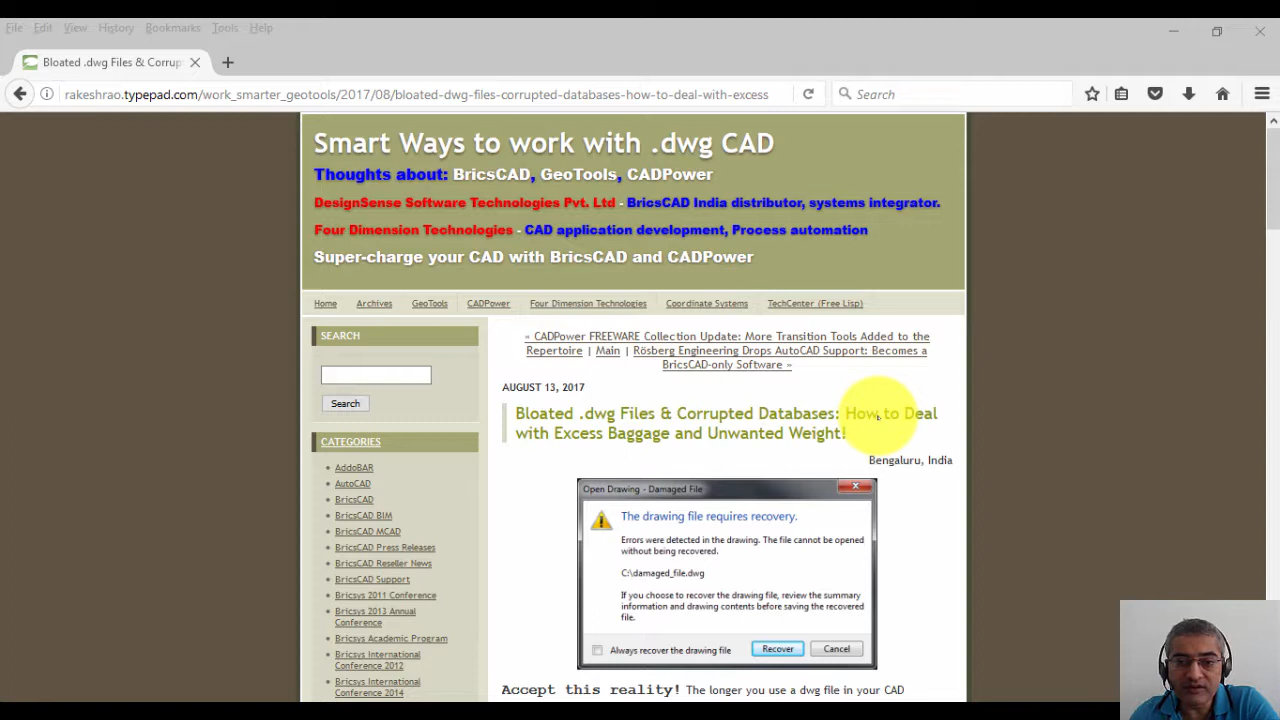 File Edit View History Bookmarks Tools Help
Bloated .dwg Files & Corrupt
rakeshrao.typepad.com/work_smarter_geotools/2017/08/bloated-dwg-files-corrupted-databases-how-to-deal-with-excess
Search
Smart Ways to work with .dwg CAD
Thoughts about: BricsCAD, GeoTools, CADPower
DesignSense Software Technologies Pvt. Ltd - BricsCAD India distributor, systems integrator.
Four Dimension Technologies - CAD application development, Process automation
Super-charge your CAD with BricsCAD and CADPower
Home Archives GeoTools CADPower Four Dimension Technologies Coordinate Systems TechCenter (Free Lisp)
SEARCH
Search
CATEGORIES
AddoBAR
AutoCAD
BricsCAD
BricsCAD BIM
BricsCAD MCAD
BricsCAD Press Releases
BricsCAD Reseller News
BricsCAD Support
Bricsys 2011 Conference
Bricsys 2013 Annual
Conference
Bricsys Academic Program
Bricsys International
Conference 2012
Bricsys International
Conference 2014
« CADPower FREEWARE Collection Update: More Transition Tools Added to the
Repertoire | Main | Rösberg Engineering Drops AutoCAD Support: Becomes a
BricsCAD-only Software »
AUGUST 13, 2017
Bloated .dwg Files & Corrupted Databases: How to Deal
with Excess Baggage and Unwanted Weight!
Bengaluru, India
Open Drawing - Damaged File
The drawing file requires recovery.
Errors were detected in the drawing. The file cannot be opened
without being recovered.
C:\damaged_file.dwg
If you choose to recover the drawing file, review the summary
information and drawing contents before saving the recovered
file.
Always recover the drawing file Recover Cancel
Accept this reality! The longer you use a dwg file in your CAD